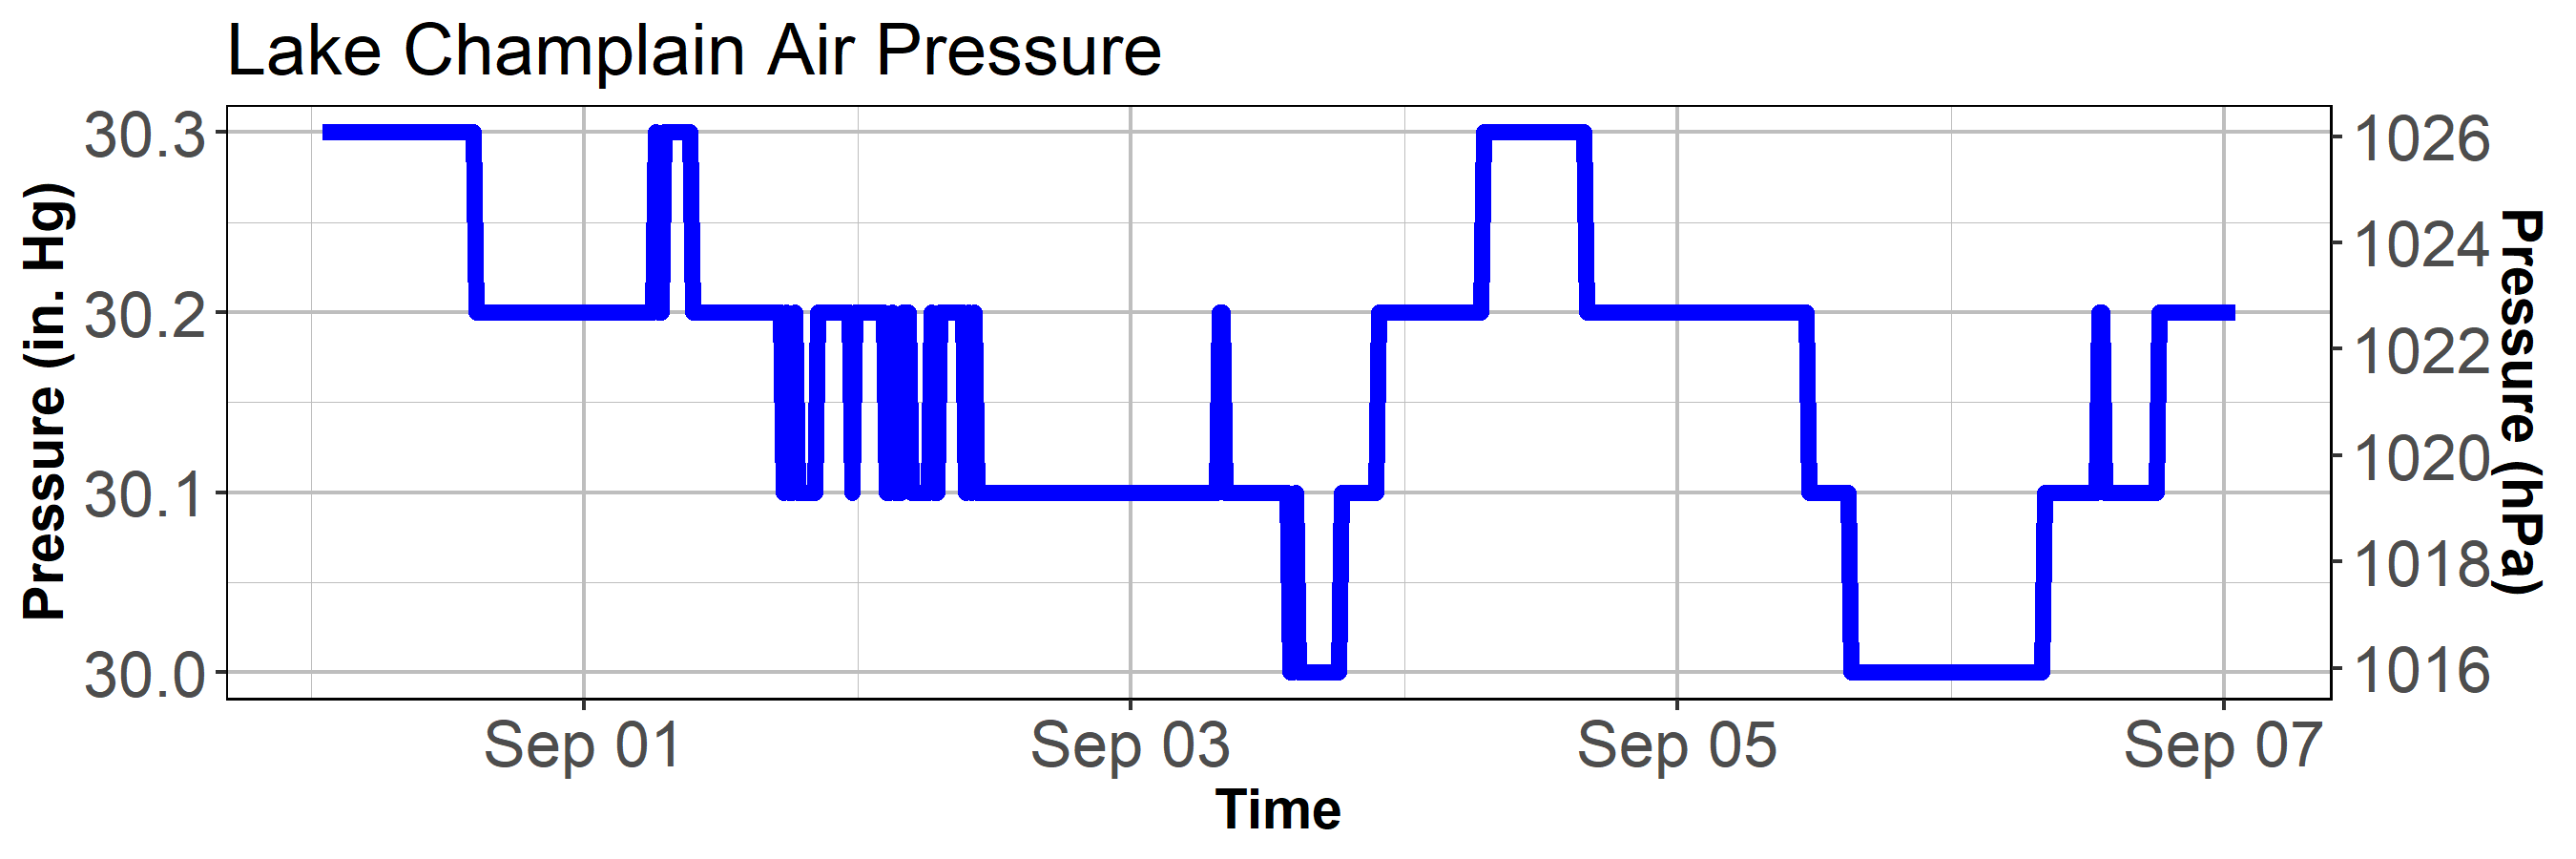 Lake Champlain Air Pressure
Pressure (in. Hg)
30.3
30.2
30.1
30.0
1026
1024
1022
1020
1018
1016
Pressure (hPa)
Sep 01 Sep 03 Sep 05 Sep 07
Time